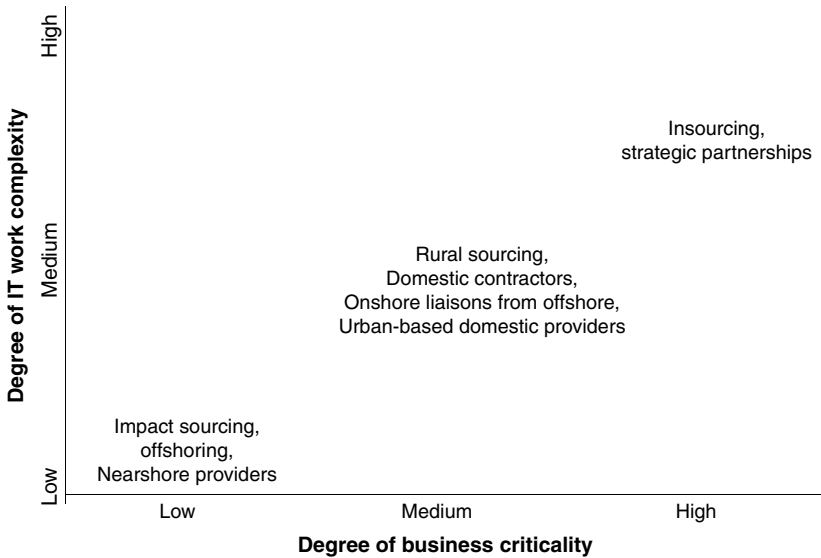 High
Insourcing,
strategic partnerships
Degree of IT work complexity
Medium
Rural sourcing,
Domestic contractors,
Onshore liaisons from offshore,
Urban-based domestic providers
Impact sourcing,
offshoring,
Nearshore providers
Low
Low
Medium
High
Degree of business criticality